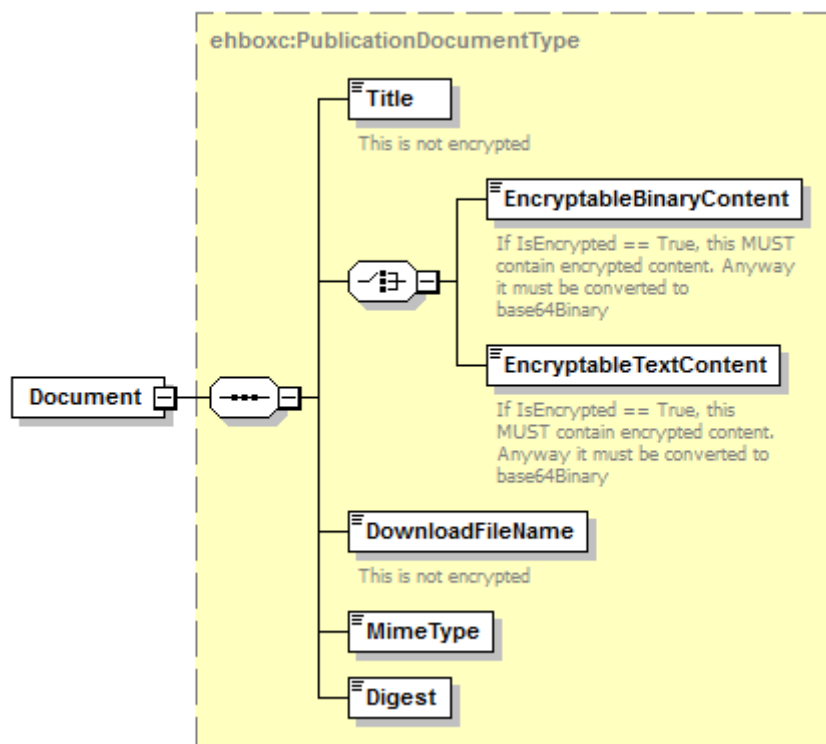 ehboxc:PublicationDocumentType
Title
This is not encrypted
EncryptableBinaryContent
If IsEncrypted == True, this MUST
contain encrypted content. Anyway
it must be converted to
base64Binary
EncryptableTextContent
If IsEncrypted == True, this
MUST contain encrypted content.
Anyway it must be converted to
base64Binary
Document
DownloadFileName
This is not encrypted
MimeType
Digest